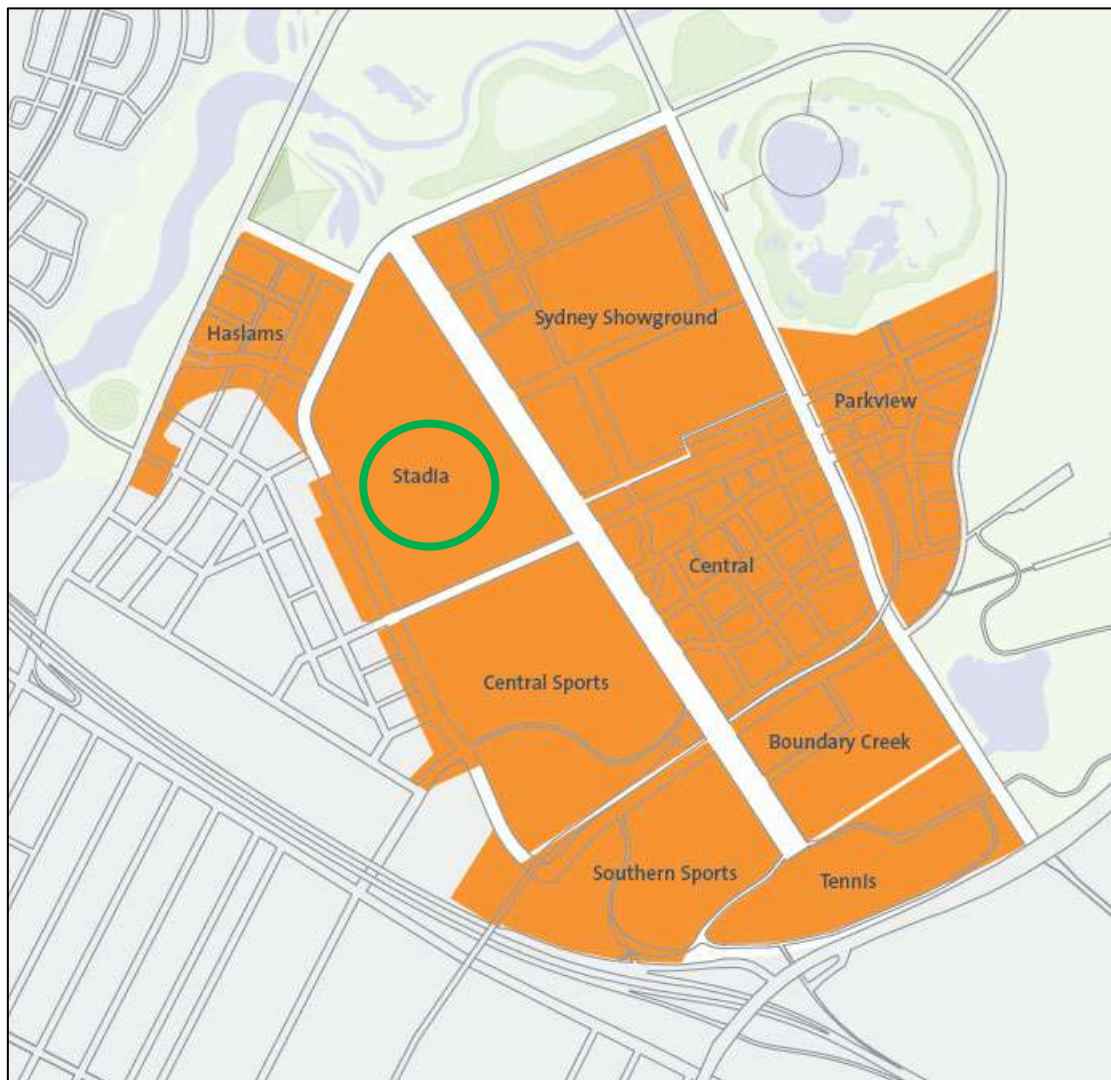 Sydney Showground
Haslams
Parkview
Stadia
Central
Central Sports
Boundary Creek
Southern Sports
Tennis